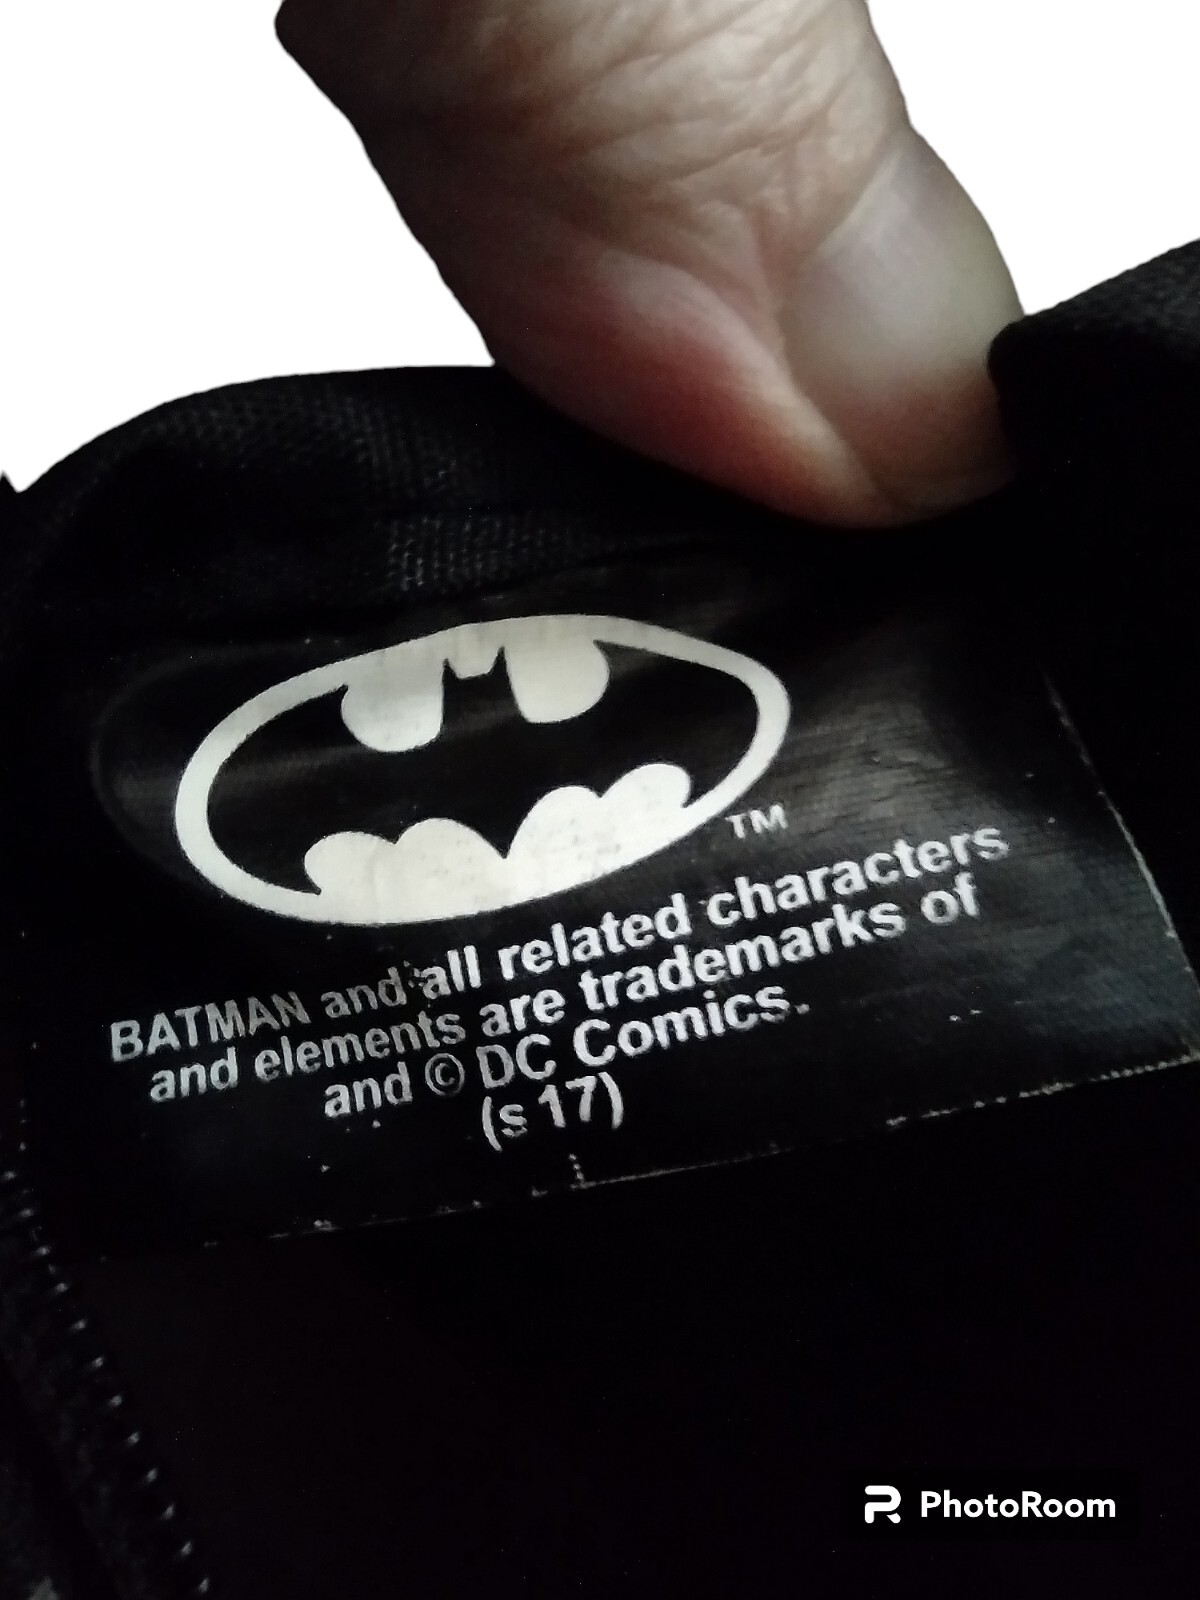 TM
BATMAN and all related characters
and elements are trademarks of
and © DC Comics.
(s 17)
PhotoRoom